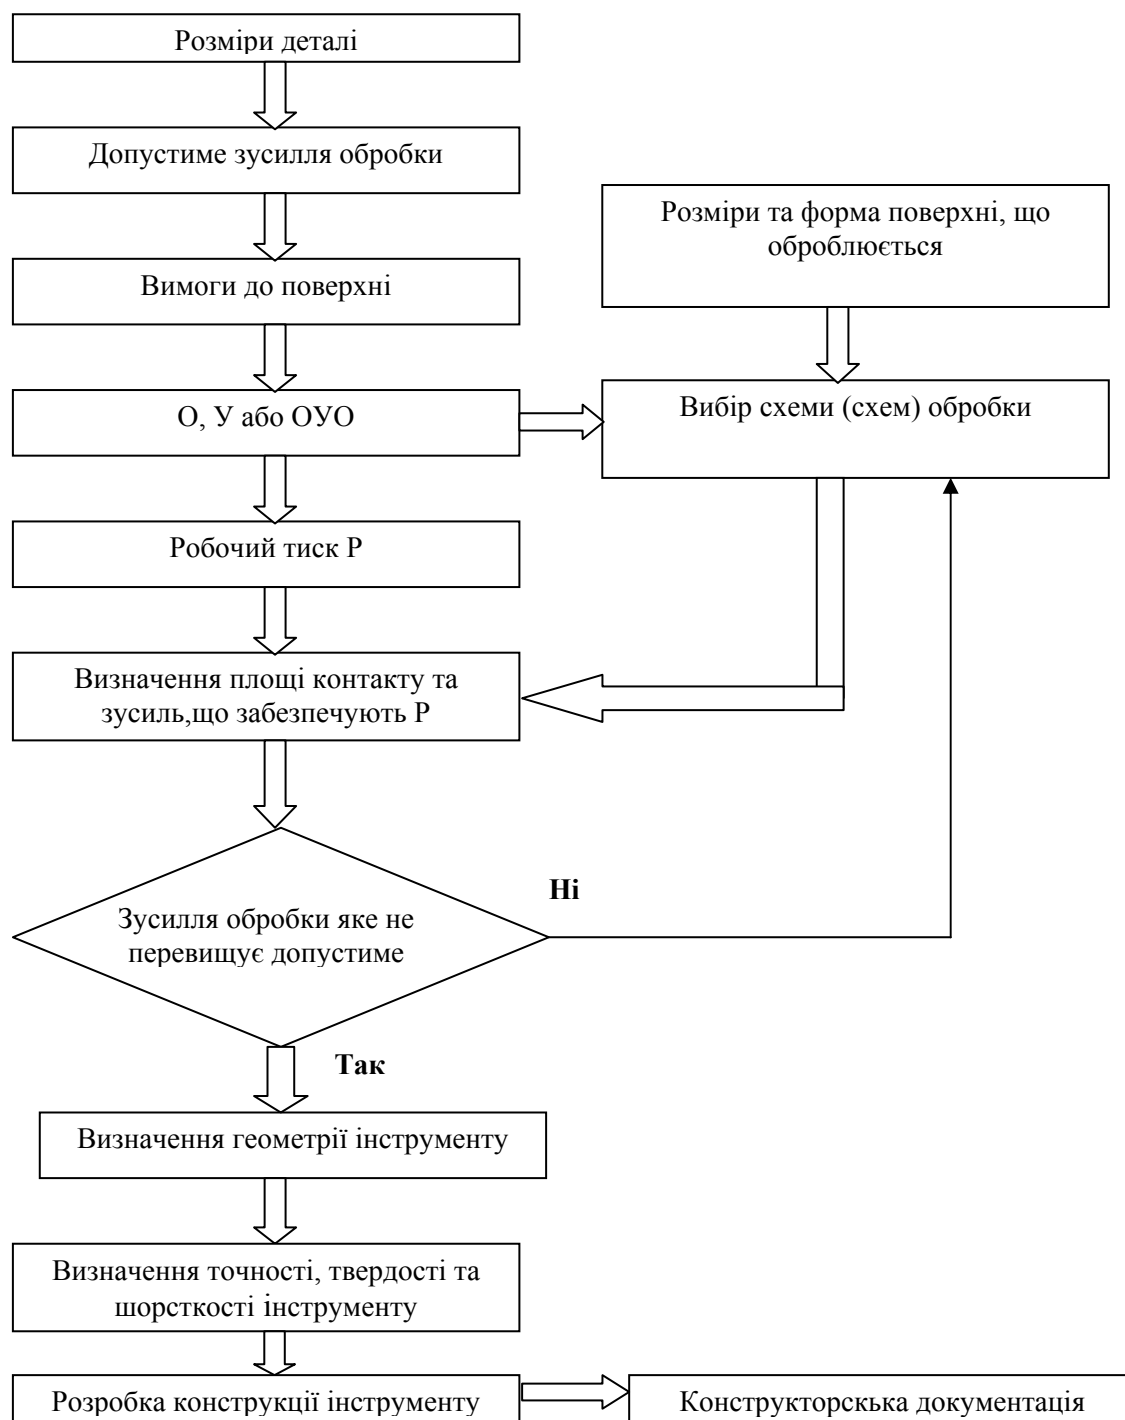 Розміри деталі
Допустиме зусилля обробки
Розміри та форма поверхні, що
оброблюється
Вимоги до поверхні
О, У або ОУО
Вибір схеми (схем) обробки
Робочий тиск Р
Визначення площі контакту та
зусиль,що забезпечують Р
Ні
Зусилля обробки яке не
перевищує допустиме
Так
Визначення геометрії інструменту
Визначення точності, твердості та
шорсткості інструменту
Розробка конструкції інструменту
Конструкторскька документація